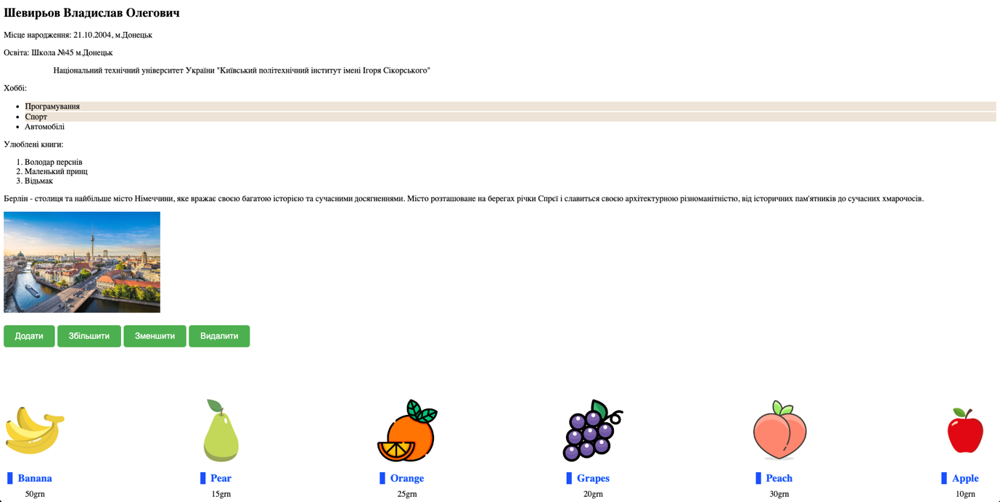 Шевирьов Владислав Олегович
Місце народження: 21.10.2004, м.Донецьк
Освіта: Школа №45 м.Донецьк
Національний технічний університет України "Київський політехнічний інститут імені Ігоря Сікорського"
Хоббі:
Програмування
Спорт
Автомобілі
Улюблені книги:
1. Володар перснів
2. Маленький принц
3. Відьмак
Берлін - столиця та найбільше місто Німеччини, яке вражає своєю багатою історією та сучасними досягненнями. Місто розташоване на берегах річки Спреї і славиться своєю архітектурною різноманітністю, від історичних пам'ятників до сучасних хмарочосів.
Додати Збільшити Зменшити Видалити
Banana Pear Orange Grapes Peach Apple
50grn 15grn 25grn 20grn 30grn 10grn